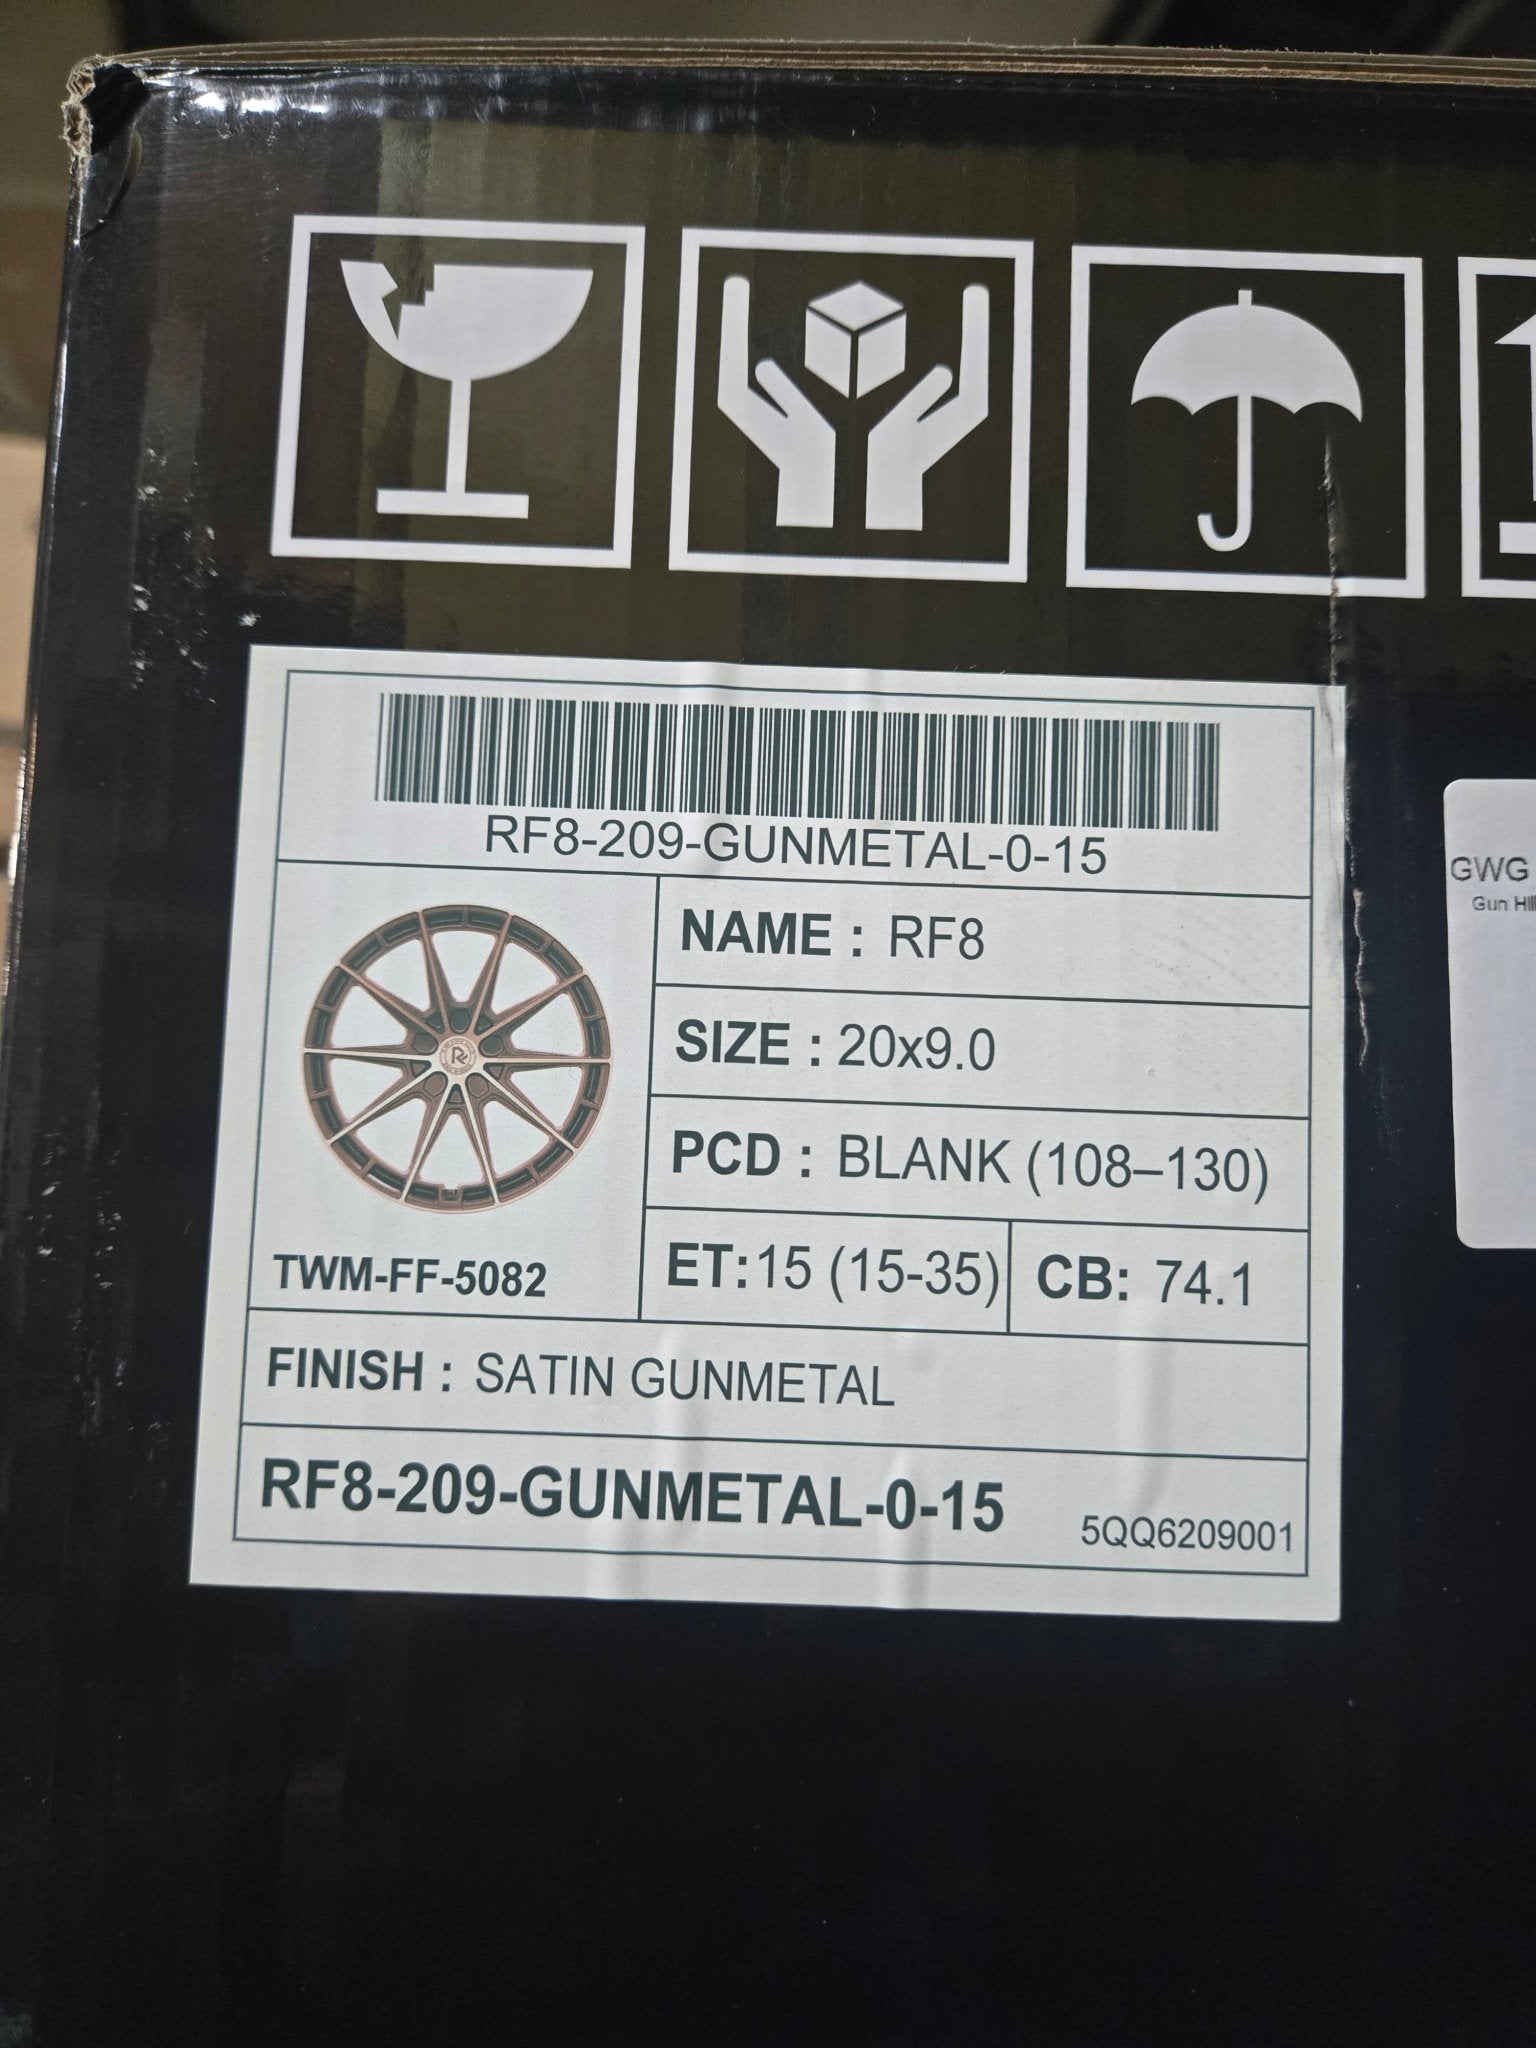 RF8-209-GUNMETAL-0-15
NAME : RF8
SIZE : 20x9.0
PCD : BLANK (108–130)
ET:15 (15-35)
CB: 74.1
TWM-FF-5082
FINISH : SATIN GUNMETAL
RF8-209-GUNMETAL-0-15
5QQ6209001
GWG
Gun Hill